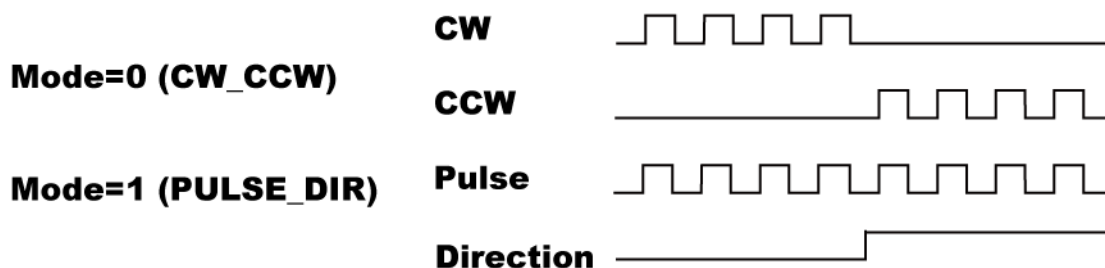 CW
Mode=0 (CW_CCW)
CCW
Mode=1 (PULSE_DIR)
Pulse
Direction